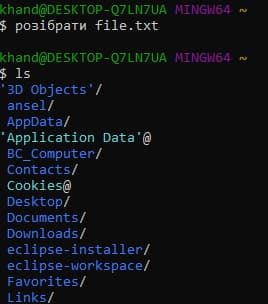 khand@DESKTOP-Q7LN7UA MINGW64 ~
$ розібрати file.txt
khand@DESKTOP-Q7LN7UA MINGW64 ~
$ ls
'3D Objects'/
ansel/
AppData/
'Application Data'@
BC_Computer/
Contacts/
Cookies@
Desktop/
Documents/
Downloads/
eclipse-installer/
eclipse-workspace/
Favorites/
Links/